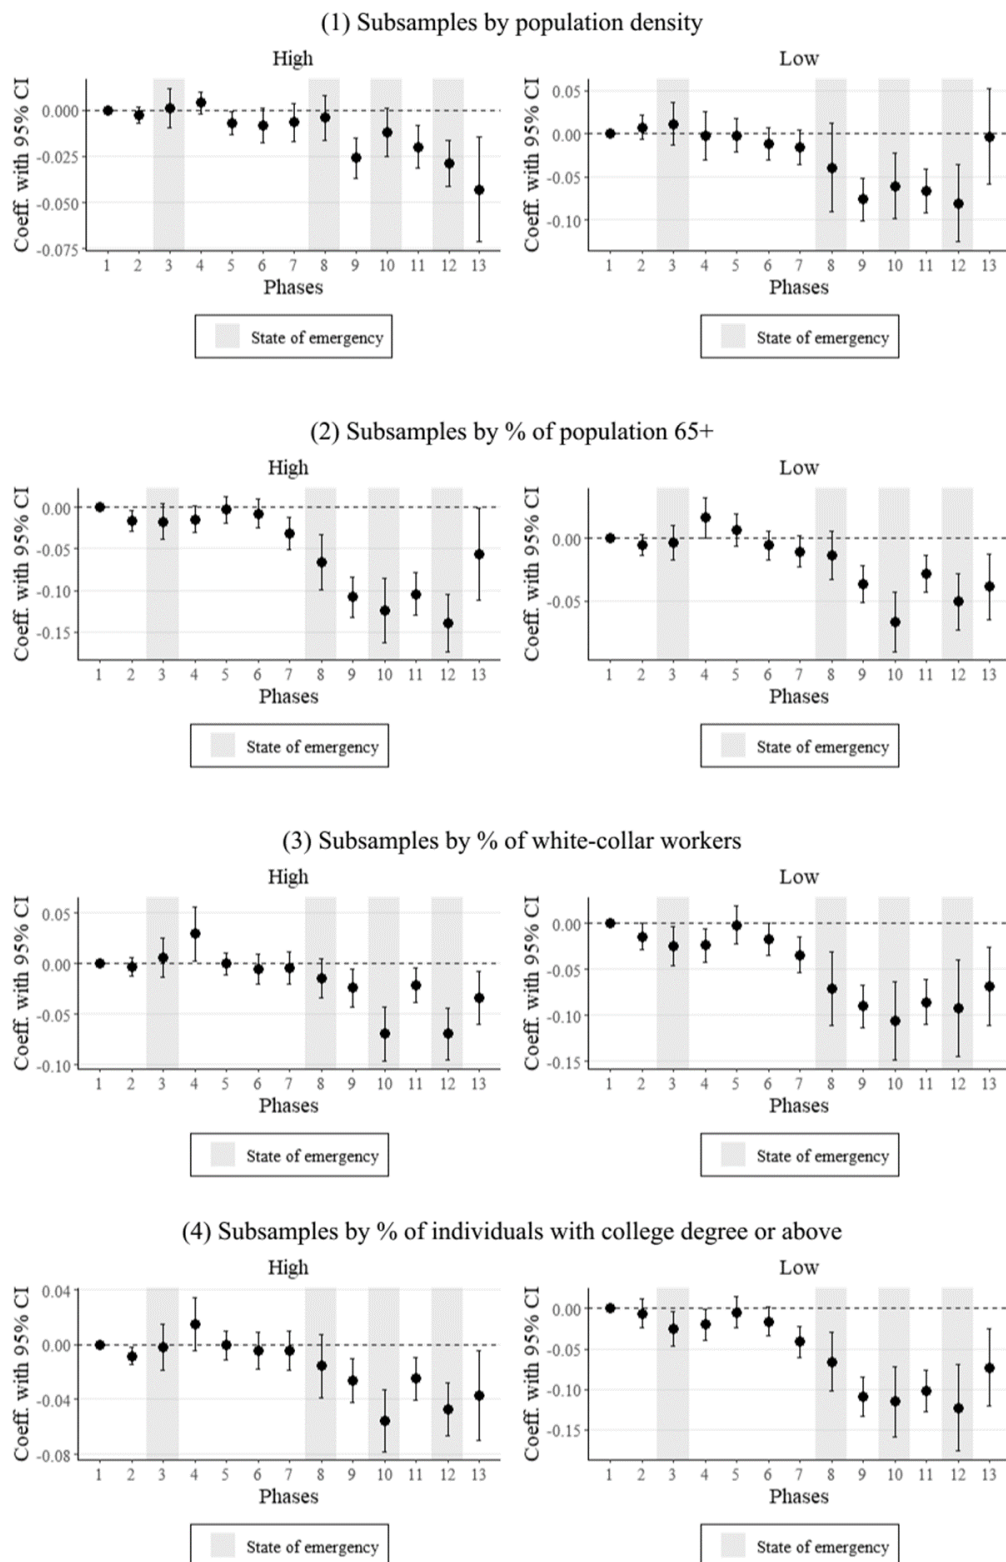 (1) Subsamples by population density
High
Low
Coeff. with 95% CI
0.000
-0.025
-0.050
-0.075
1 2 3 4 5 6 7 8 9 10 11 12 13
Phases
State of emergency
Coeff. with 95% CI
0.05
0.00
-0.05
-0.10
1 2 3 4 5 6 7 8 9 10 11 12 13
Phases
State of emergency
(2) Subsamples by % of population 65+
High
Low
Coeff. with 95% CI
0.00
-0.05
-0.10
-0.15
1 2 3 4 5 6 7 8 9 10 11 12 13
Phases
State of emergency
Coeff. with 95% CI
0.00
-0.05
1 2 3 4 5 6 7 8 9 10 11 12 13
Phases
State of emergency
(3) Subsamples by % of white-collar workers
High
Low
Coeff. with 95% CI
0.05
0.00
-0.05
-0.10
1 2 3 4 5 6 7 8 9 10 11 12 13
Phases
State of emergency
Coeff. with 95% CI
0.00
-0.05
-0.10
-0.15
1 2 3 4 5 6 7 8 9 10 11 12 13
Phases
State of emergency
(4) Subsamples by % of individuals with college degree or above
High
Low
Coeff. with 95% CI
0.04
0.00
-0.04
-0.08
1 2 3 4 5 6 7 8 9 10 11 12 13
Phases
State of emergency
Coeff. with 95% CI
0.00
-0.05
-0.10
-0.15
1 2 3 4 5 6 7 8 9 10 11 12 13
Phases
State of emergency